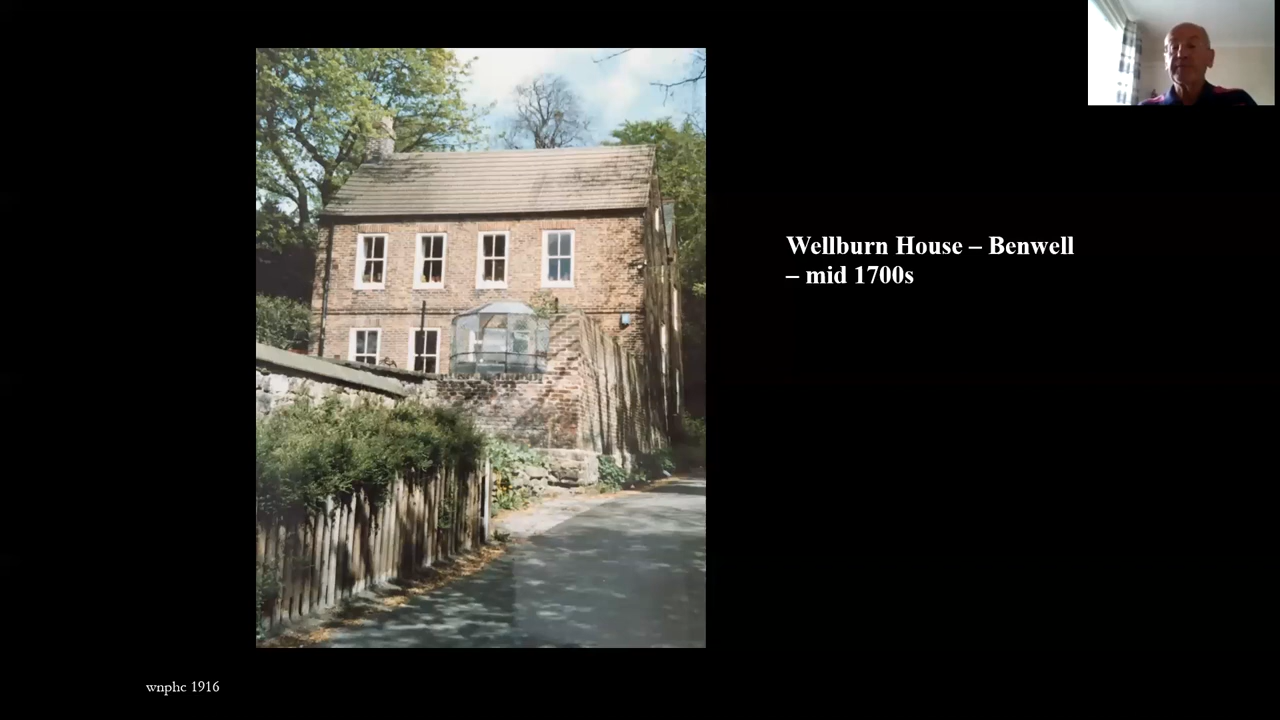 Wellburn House – Benwell
– mid 1700s
wnphc 1916